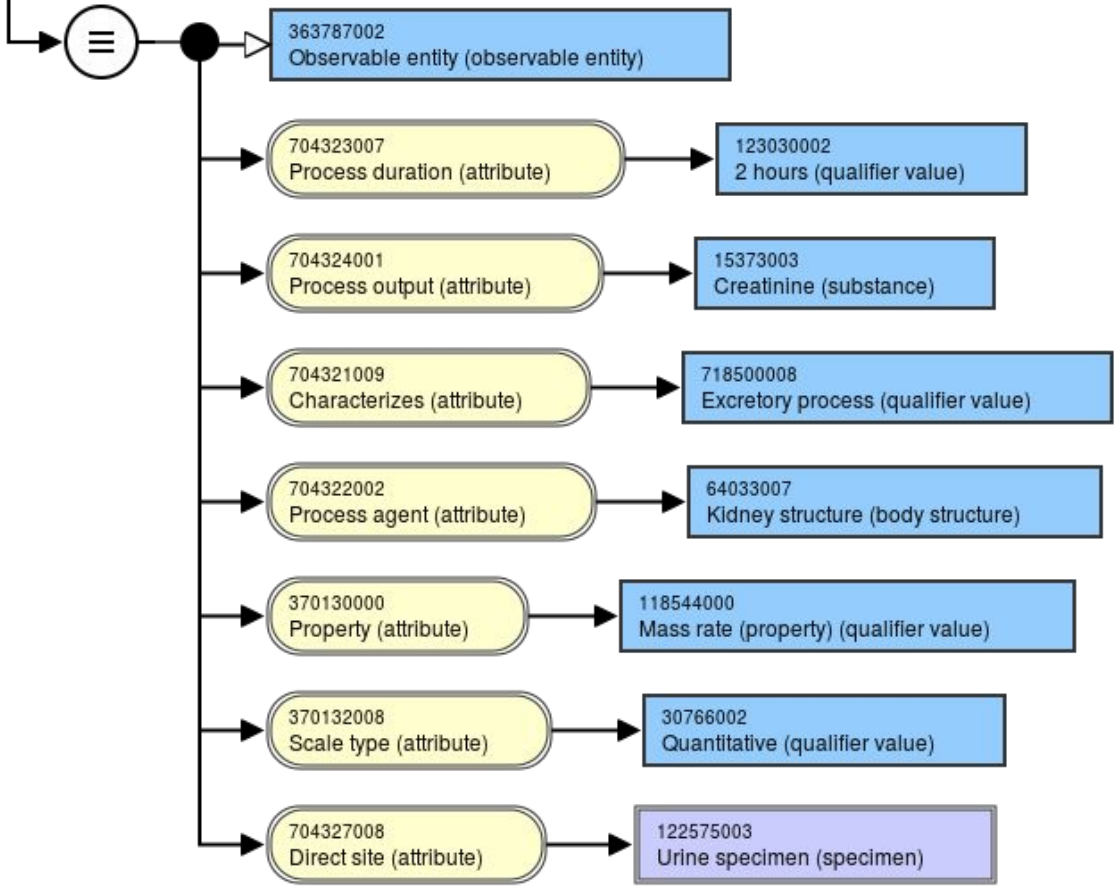 363787002
Observable entity (observable entity)
704323007
Process duration (attribute)
123030002
2 hours (qualifier value)
704324001
Process output (attribute)
15373003
Creatinine (substance)
704321009
Characterizes (attribute)
718500008
Excretory process (qualifier value)
704322002
Process agent (attribute)
64033007
Kidney structure (body structure)
370130000
Property (attribute)
118544000
Mass rate (property) (qualifier value)
370132008
Scale type (attribute)
30766002
Quantitative (qualifier value)
704327008
Direct site (attribute)
122575003
Urine specimen (specimen)